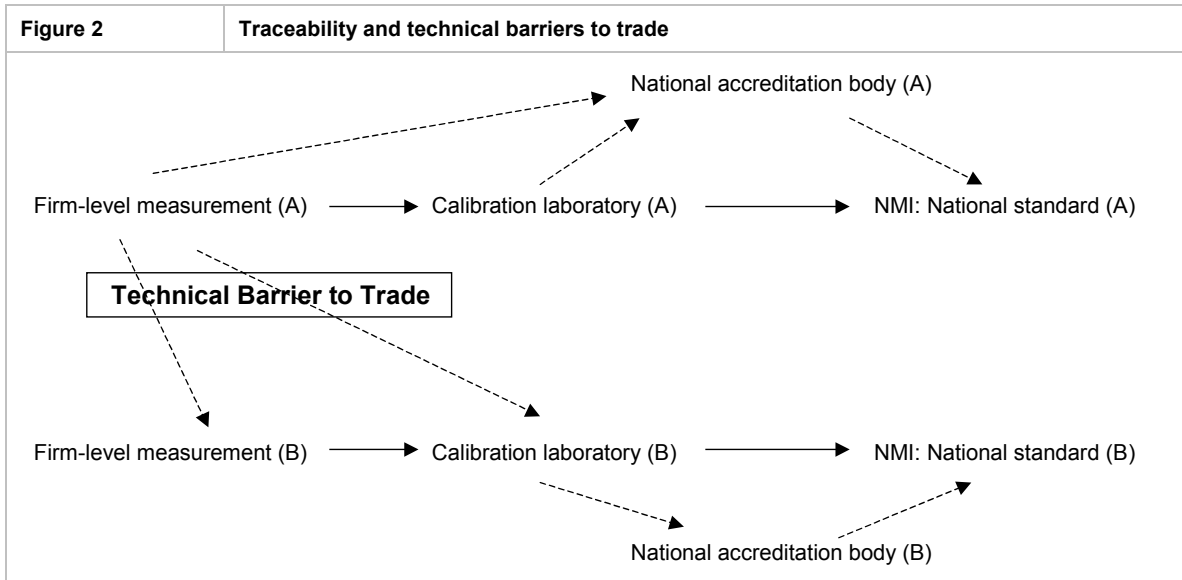 Figure 2 Traceability and technical barriers to trade
National accreditation body (A)
Firm-level measurement (A) Calibration laboratory (A) NMI: National standard (A)
Technical Barrier to Trade
Firm-level measurement (B) Calibration laboratory (B) NMI: National standard (B)
National accreditation body (B)